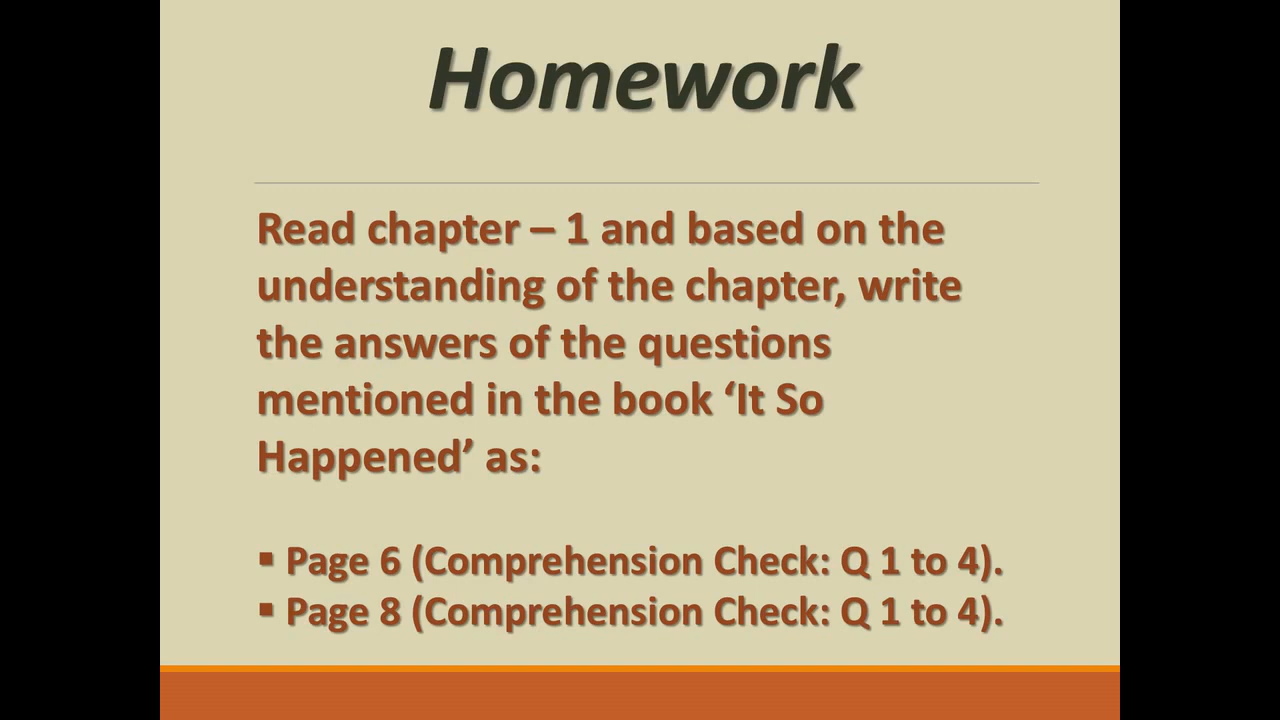 Homework
Read chapter – 1 and based on the
understanding of the chapter, write
the answers of the questions
mentioned in the book ‘It So
Happened’ as:
▪ Page 6 (Comprehension Check: Q 1 to 4).
▪ Page 8 (Comprehension Check: Q 1 to 4).